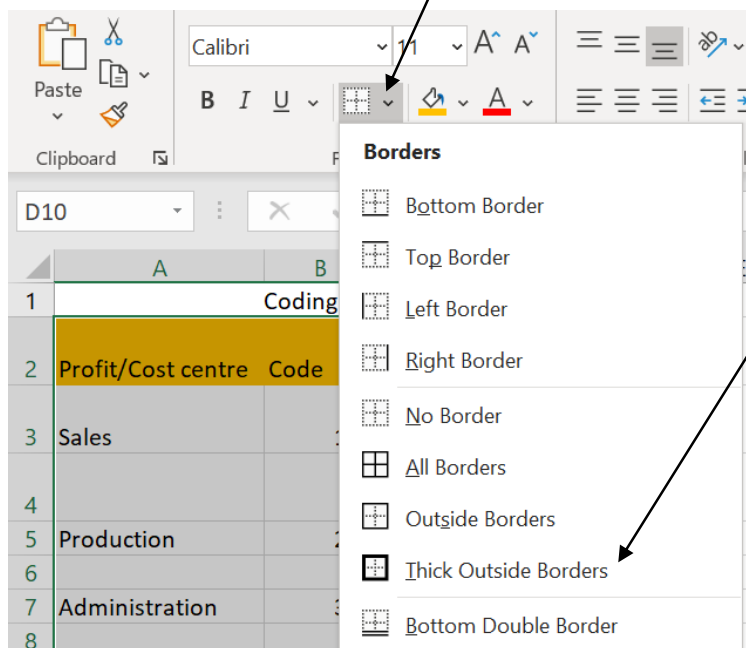 Calibri 11 A A
Paste
B I U A
Clipboard
Borders
D10
Bottom Border
Top Border
A B
Left Border
1 Coding
Right Border
2 Profit/Cost centre Code
No Border
3 Sales
All Borders
4
Outside Borders
5 Production
Thick Outside Borders
6
7 Administration
Bottom Double Border
8